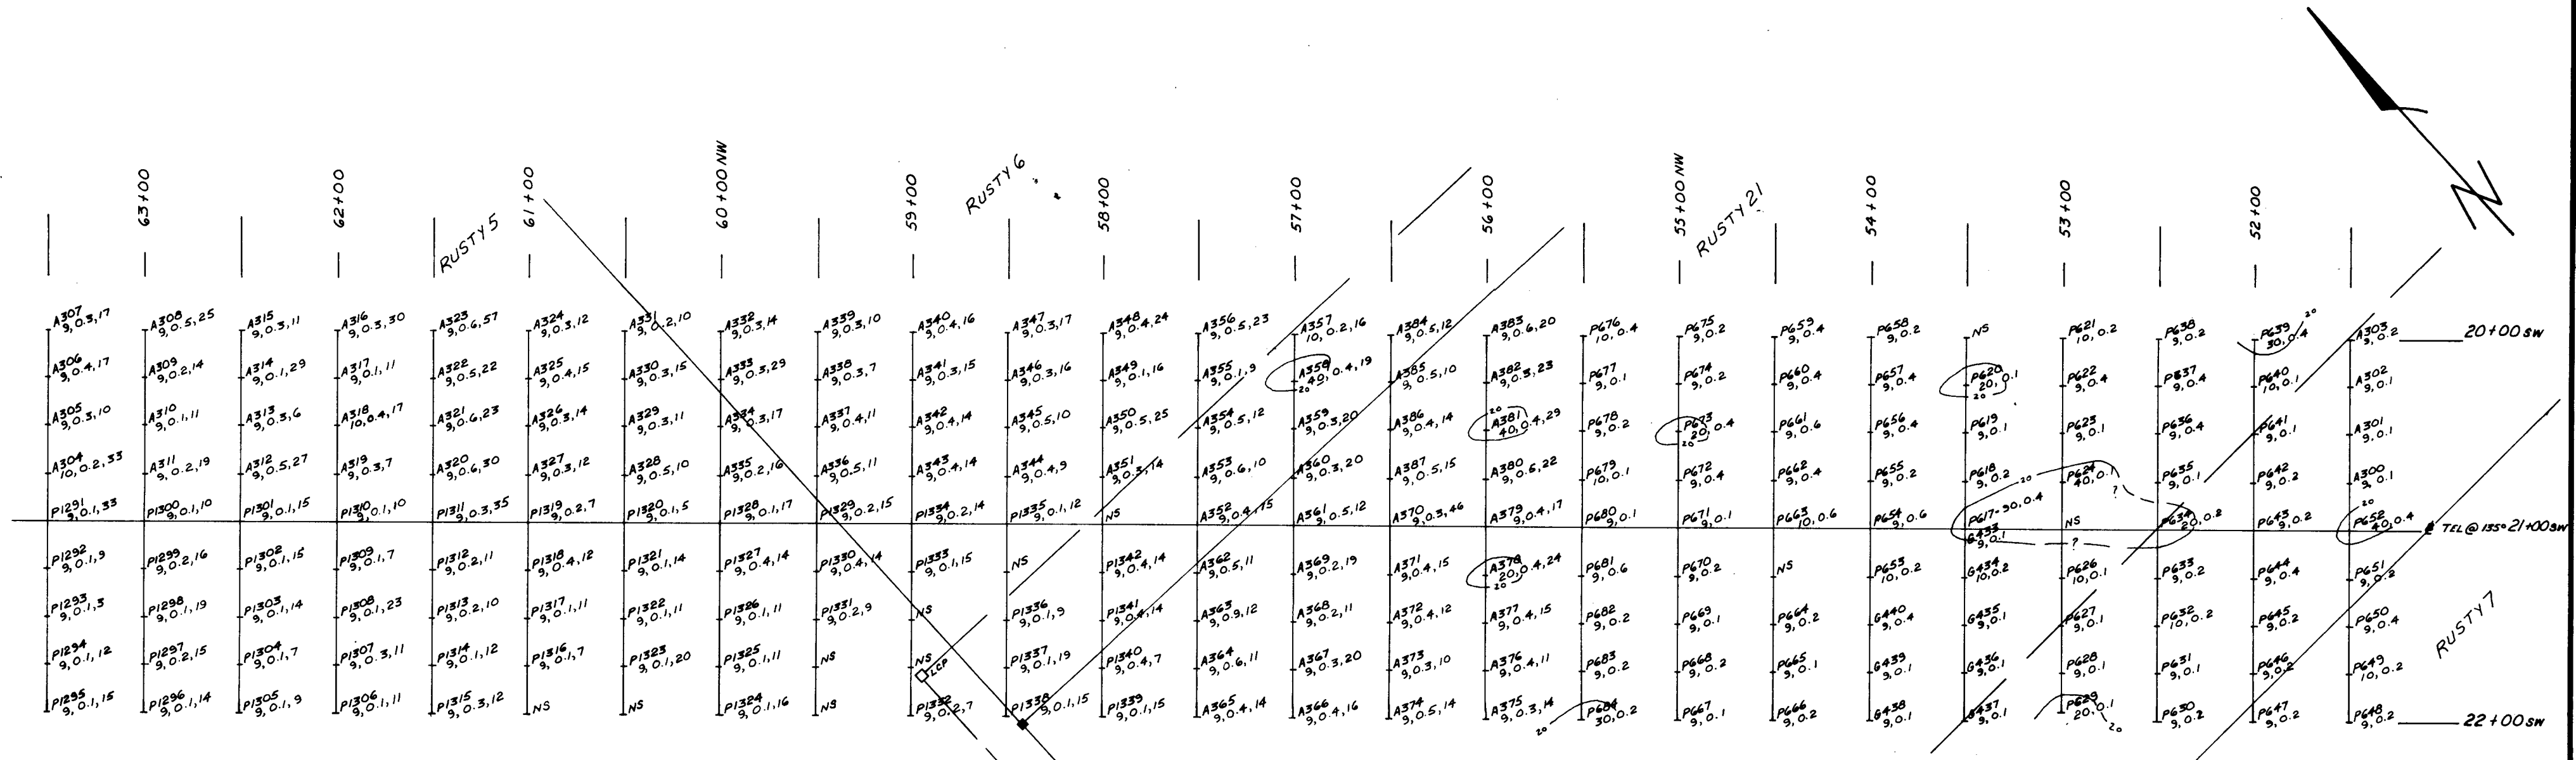 63+00
62+00
61+00
60+00 NW
59+00
58+00
57+00
56+00
55+00 NW
54+00
53+00
52+00
RUSTY 5
RUSTY 6
RUSTY 21
N
A307 9,0.3,17
A308 9,0.5,25
A315 9,0.3,11
A316 9,0.3,30
A323 9,0.6,57
A324 9,0.3,12
A331 9,0.2,10
A332 9,0.3,14
A339 9,0.3,10
A340 9,0.4,16
A347 9,0.3,17
A348 9,0.4,24
A356 9,0.5,23
A357 10,0.2,16
A384 9,0.5,12
A383 9,0.6,20
P676 10,0.4
P675 9,0.2
P659 9,0.4
P658 9,0.2
NS
P621 10,0.2
P638 9,0.2
P639 30,0.4
20
A303 9,0.2
20+00 SW
A306 9,0.4,17
A309 9,0.2,14
A314 9,0.1,29
A317 9,0.1,11
A322 9,0.5,22
A325 9,0.4,15
A330 9,0.3,15
A333 9,0.3,29
A338 9,0.3,7
A341 9,0.3,15
A346 9,0.3,16
A349 9,0.1,16
A355 9,0.1,9
A358 40,0.4,19
20
A385 9,0.5,10
A382 9,0.3,23
P677 9,0.1
P674 9,0.2
P660 9,0.4
P657 9,0.4
P620 20,0.1
20
P622 9,0.4
P637 9,0.4
P640 10,0.1
A302 9,0.1
A305 9,0.3,10
A310 9,0.1,11
A313 9,0.3,6
A318 10,0.4,17
A321 9,0.6,23
A326 9,0.3,14
A329 9,0.3,11
A334 9,0.3,17
A337 9,0.4,11
A342 9,0.4,14
A345 9,0.5,10
A350 9,0.5,25
A354 9,0.5,12
A359 9,0.3,20
A386 9,0.4,14
20
A381 40,0.4,29
P678 9,0.2
P673 20,0.4
20
P661 9,0.6
P656 9,0.4
P619 9,0.1
P623 9,0.1
P636 9,0.4
P641 9,0.1
A301 9,0.1
A304 10,0.2,33
A311 9,0.2,19
A312 9,0.5,27
A319 9,0.3,7
A320 9,0.6,30
A327 9,0.3,12
A328 9,0.5,10
A335 9,0.2,16
A336 9,0.5,11
A343 9,0.4,14
A344 9,0.4,9
A351 9,0.3,14
A353 9,0.6,10
A360 9,0.3,20
A387 9,0.5,15
A380 9,0.6,22
P679 10,0.1
P672 9,0.4
P662 9,0.4
P655 9,0.2
P618 9,0.2
20
P624 40,0.1
?
P635 9,0.1
P642 9,0.2
A300 9,0.1
P1291 9,0.1,33
P1300 9,0.1,10
P1301 9,0.1,15
P1310 9,0.1,10
P1311 9,0.3,35
P1319 9,0.2,7
P1320 9,0.1,5
P1328 9,0.1,17
P1329 9,0.2,15
P1334 9,0.2,14
P1335 9,0.1,12
NS
A352 9,0.4,15
A361 9,0.5,12
A370 9,0.3,46
A379 9,0.4,17
P680 9,0.1
P671 9,0.1
P663 10,0.6
P654 9,0.6
P617-90,0.4
G433 9,0.1
NS
?
P634 20,0.2
P643 9,0.2
20
P652 40,0.4
TEL@ 135° 21+00SW
P1292 9,0.1,9
P1299 9,0.2,16
P1302 9,0.1,15
P1309 9,0.1,7
P1312 9,0.2,11
P1318 9,0.4,12
P1321 9,0.1,14
P1327 9,0.4,14
P1330 9,0.4,14
P1333 9,0.1,15
NS
P1342 9,0.4,14
A362 9,0.5,11
A369 9,0.2,19
A371 9,0.4,15
A378 20,0.4,24
20
P681 9,0.6
P670 9,0.2
NS
P653 10,0.2
G434 10,0.2
P626 10,0.1
P633 9,0.2
P644 9,0.4
P651 9,0.2
P1293 9,0.1,3
P1298 9,0.1,19
P1303 9,0.1,14
P1308 9,0.1,23
P1313 9,0.2,10
P1317 9,0.1,11
P1322 9,0.1,11
P1326 9,0.1,11
P1331 9,0.2,9
NS
P1336 9,0.1,9
P1341 9,0.4,14
A363 9,0.9,12
A368 9,0.2,11
A372 9,0.4,12
A377 9,0.4,15
P682 9,0.2
P669 9,0.1
P664 9,0.2
G440 9,0.4
G435 9,0.1
P627 9,0.1
P632 10,0.2
P645 9,0.2
P650 9,0.4
RUSTY 7
P1294 9,0.1,12
P1297 9,0.2,15
P1304 9,0.1,7
P1307 9,0.3,11
P1314 9,0.1,12
P1316 9,0.1,7
P1323 9,0.1,20
P1325 9,0.1,11
NS
NS
LCP
P1337 9,0.1,19
P1340 9,0.4,7
A364 9,0.6,11
A367 9,0.3,20
A373 9,0.3,10
A376 9,0.4,11
P683 9,0.2
P668 9,0.2
P665 9,0.1
G439 9,0.1
G436 9,0.1
P628 9,0.1
P631 9,0.1
P646 9,0.2
P649 10,0.2
P1295 9,0.1,15
P1296 9,0.1,14
P1305 9,0.1,9
P1306 9,0.1,11
P1315 9,0.3,12
NS
NS
P1324 9,0.1,16
NS
P1332 9,0.2,7
P1338 9,0.1,15
P1339 9,0.1,15
A365 9,0.4,14
A366 9,0.4,16
A374 9,0.5,14
A375 9,0.3,14
20
P684 30,0.2
P667 9,0.1
P666 9,0.2
G438 9,0.1
G437 9,0.1
P629 20,0.1
20
P630 9,0.2
P647 9,0.2
P648 9,0.2
22+00 SW